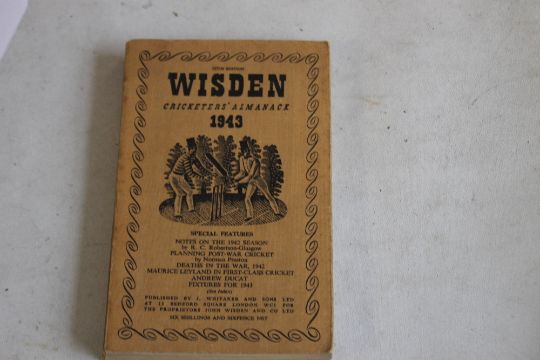 80TH EDITION
WISDEN
CRICKETERS' ALMANACK
1943
SPECIAL FEATURES
NOTES ON THE 1942 SEASON
by R. C. Robertson-Glasgow
PLANNING POST-WAR CRICKET
by Norman Preston
DEATHS IN THE WAR, 1942
MAURICE LEYLAND IN FIRST-CLASS CRICKET
ANDREW DUCAT
FIXTURES FOR 1943
(See Index)
PUBLISHED BY J. WHITAKER AND SONS LTD
AT 13 BEDFORD SQUARE LONDON WC1 FOR
THE PROPRIETORS JOHN WISDEN AND CO LTD
SIX SHILLINGS AND SIXPENCE NET